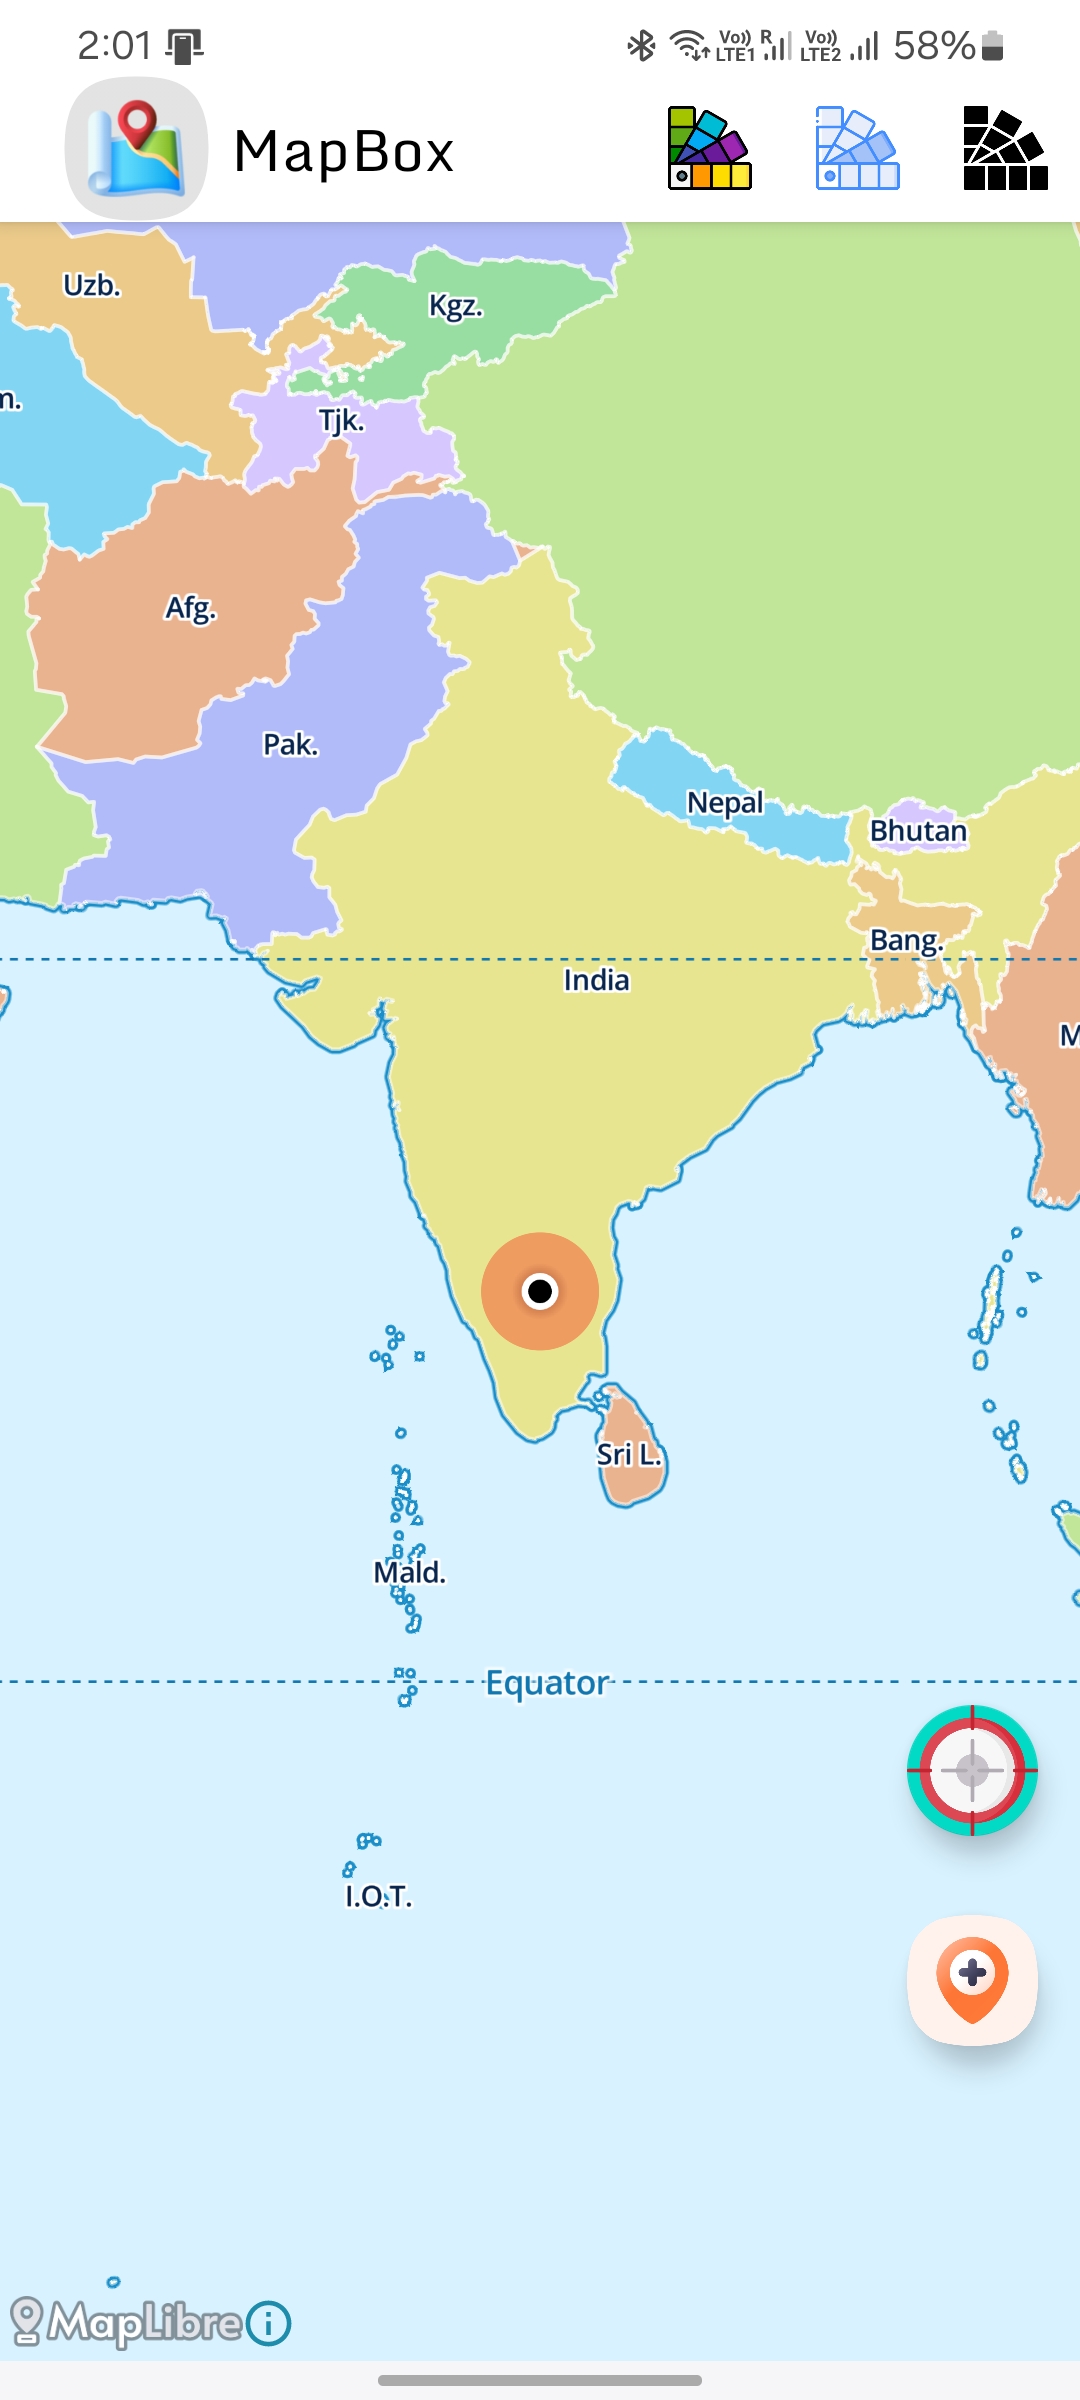 2:01 Vo)) LTE1 R Vo)) LTE2 58%
MapBox
Uzb.
Kgz.
m.
Tjk.
Afg.
Pak.
Nepal
Bhutan
Bang.
India
M
Sri L.
Mald.
Equator
I.O.T.
MapLibre i